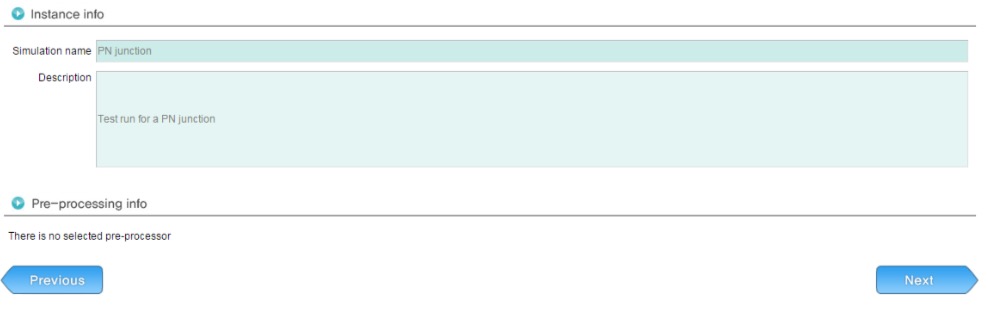 Instance info
Simulation name PN junction
Description
Test run for a PN junction
Pre-processing info
There is no selected pre-processor
Previous Next